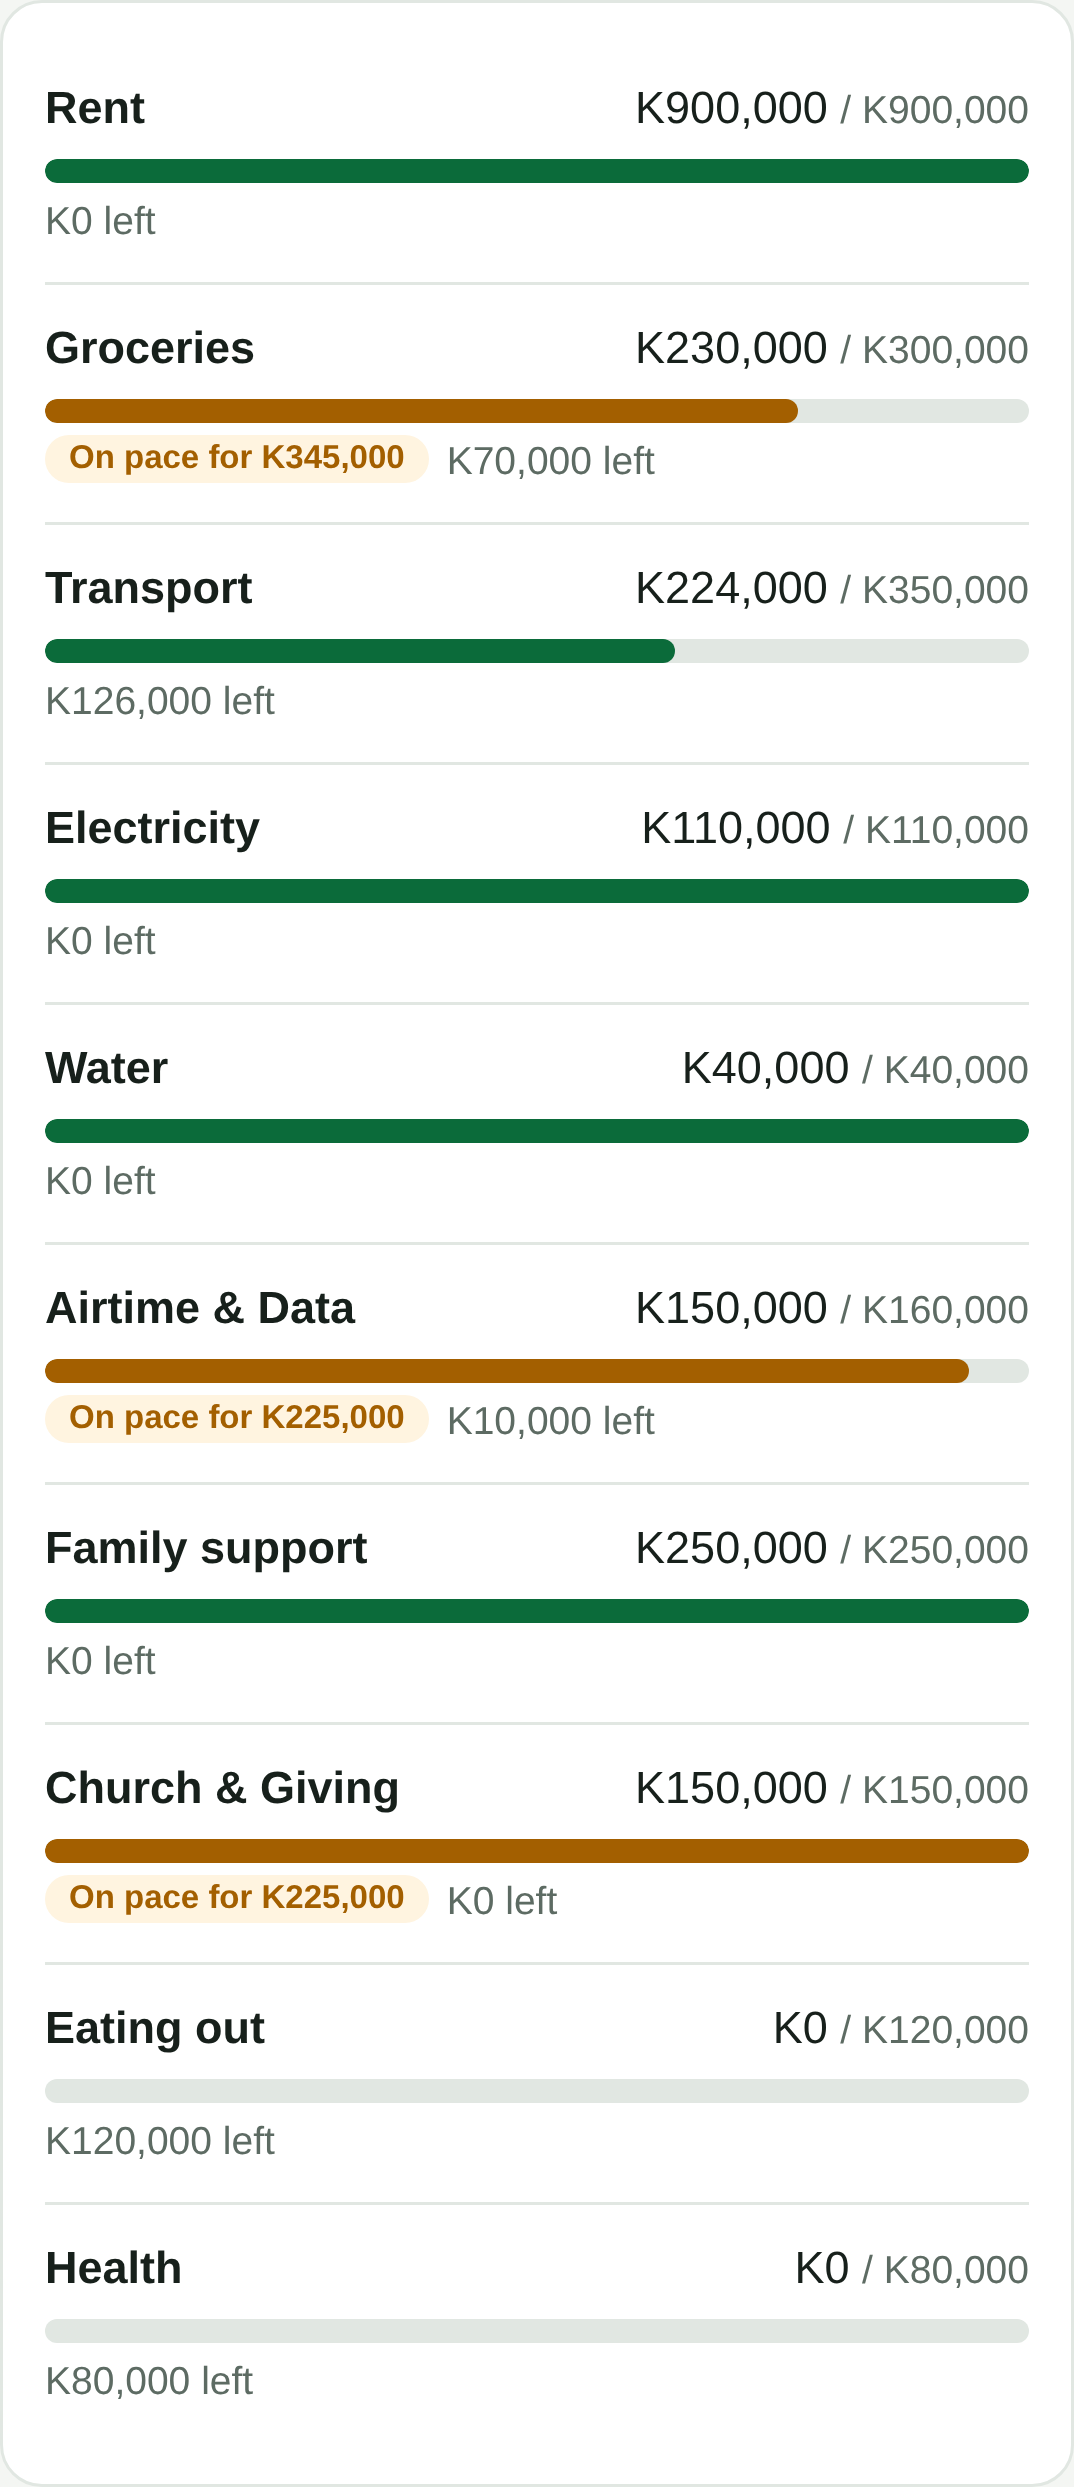 Rent K900,000 / K900,000
K0 left
Groceries K230,000 / K300,000
On pace for K345,000 K70,000 left
Transport K224,000 / K350,000
K126,000 left
Electricity K110,000 / K110,000
K0 left
Water K40,000 / K40,000
K0 left
Airtime & Data K150,000 / K160,000
On pace for K225,000 K10,000 left
Family support K250,000 / K250,000
K0 left
Church & Giving K150,000 / K150,000
On pace for K225,000 K0 left
Eating out K0 / K120,000
K120,000 left
Health K0 / K80,000
K80,000 left